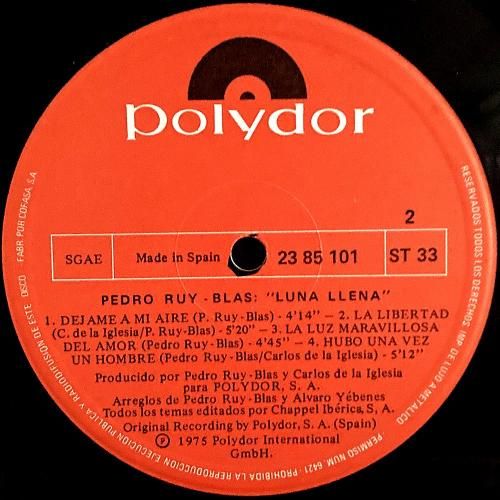 polydor
2
SGAE
Made in Spain
23 85 101
ST 33
PEDRO RUY - BLAS: "LUNA LLENA"
1. DEJAME A MI AIRE (P. Ruy-Blas) - 4'14" — 2. LA LIBERTAD
(C. de la Iglesia/P. Ruy-Blas) - 5'20" — 3. LA LUZ MARAVILLOSA
DEL AMOR (Pedro Ruy-Blas) - 4'45" — 4. HUBO UNA VEZ
UN HOMBRE (Pedro Ruy-Blas/Carlos de la Iglesia) - 5'12"
Producido por Pedro Ruy-Blas y Carlos de la Iglesia
para POLYDOR, S. A.
Arreglos de Pedro Ruy-Blas y Alvaro Yébenes
Todos los temas editados por Chappel Ibérica, S. A.
Original Recording by Polydor, S. A. (Spain)
Ⓟ 1975 Polydor International
GmbH.
RESERVADOS TODOS LOS DERECHOS. IMP. DE LUJO A METALICO
PERMISO NUM. 6421 - PROHIBIDA LA REPRODUCCION, EJECUCION PUBLICA Y RADIODIFUSION DE ESTE DISCO - FABR. POR COFASA, S.A.